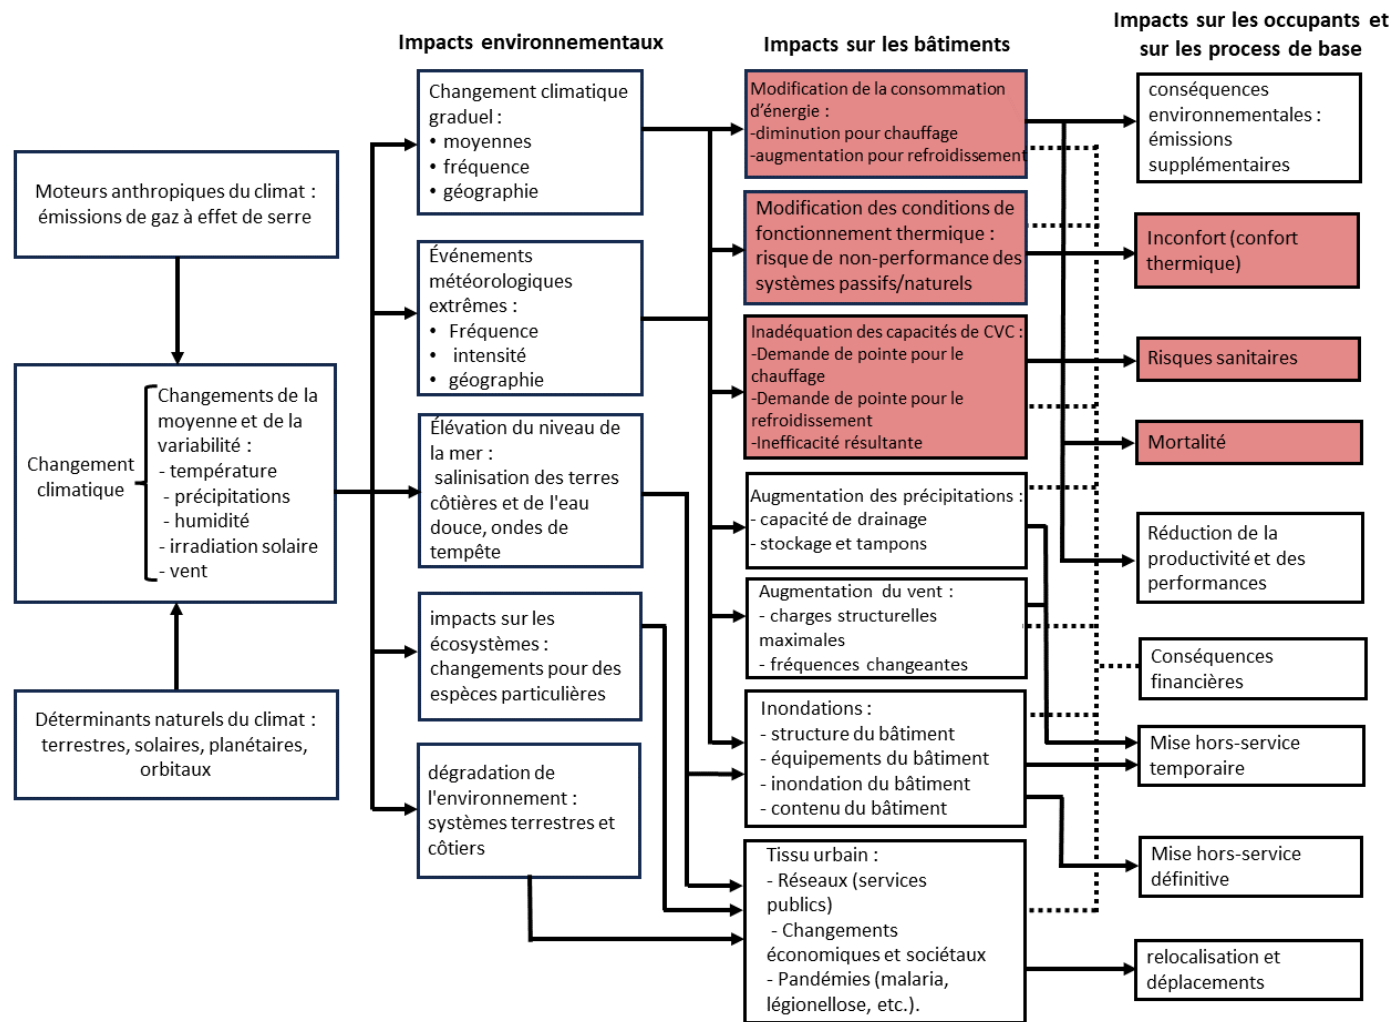 Impacts environnementaux
Impacts sur les bâtiments
Impacts sur les occupants et
sur les process de base
Moteurs anthropiques du climat :
émissions de gaz à effet de serre
Changement
climatique
Changements de la
moyenne et de la
variabilité :
- température
- précipitations
- humidité
- irradiation solaire
- vent
Déterminants naturels du climat :
terrestres, solaires, planétaires,
orbitaux
Changement climatique
graduel :
• moyennes
• fréquence
• géographie
Événements
météorologiques
extrêmes :
• Fréquence
• intensité
• géographie
Élévation du niveau de
la mer :
salinisation des terres
côtières et de l'eau
douce, ondes de
tempête
impacts sur les
écosystèmes :
changements pour des
espèces particulières
dégradation de
l'environnement :
systèmes terrestres et
côtiers
Modification de la consommation
d'énergie :
-diminution pour chauffage
-augmentation pour refroidissement
Modification des conditions de
fonctionnement thermique :
risque de non-performance des
systèmes passifs/naturels
Inadéquation des capacités de CVC :
-Demande de pointe pour le
chauffage
-Demande de pointe pour le
refroidissement
-Inefficacité résultante
Augmentation des précipitations :
- capacité de drainage
- stockage et tampons
Augmentation du vent :
- charges structurelles
maximales
- fréquences changeantes
Inondations :
- structure du bâtiment
- équipements du bâtiment
- inondation du bâtiment
- contenu du bâtiment
Tissu urbain :
- Réseaux (services
publics)
- Changements
économiques et sociétaux
- Pandémies (malaria,
légionellose, etc.).
conséquences
environnementales :
émissions
supplémentaires
Inconfort (confort
thermique)
Risques sanitaires
Mortalité
Réduction de la
productivité et des
performances
Conséquences
financières
Mise hors-service
temporaire
Mise hors-service
définitive
relocalisation et
déplacements